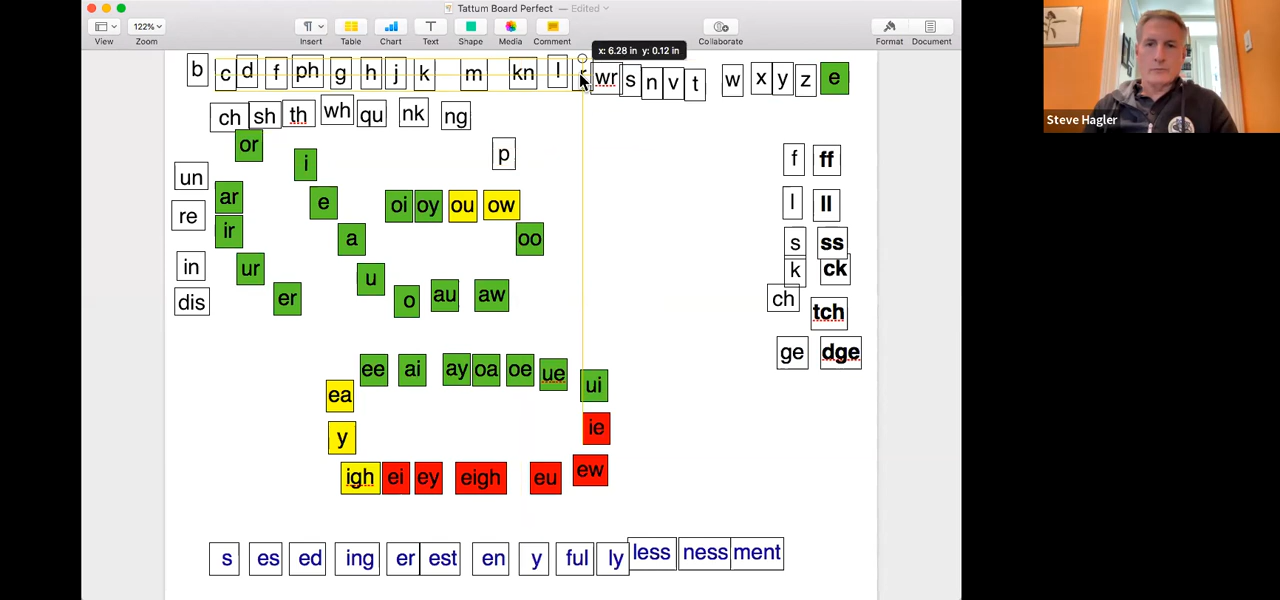 Tattum Board Perfect — Edited
122%
View Zoom Insert Table Chart Text Shape Media Comment Collaborate Format Document
x: 6.28 in y: 0.12 in
Steve Hagler
b c d f ph g h j k m kn l r wr s n v t w x y z e
ch sh th wh qu nk ng
or i p f ff
un ar e oi oy ou ow l ll
re ir a oo s ss
in ur u k ck
dis er o au aw ch tch
ge dge
ee ai ay oa oe ue ui
ea ie
y
igh ei ey eigh eu ew
s es ed ing er est en y ful ly less ness ment